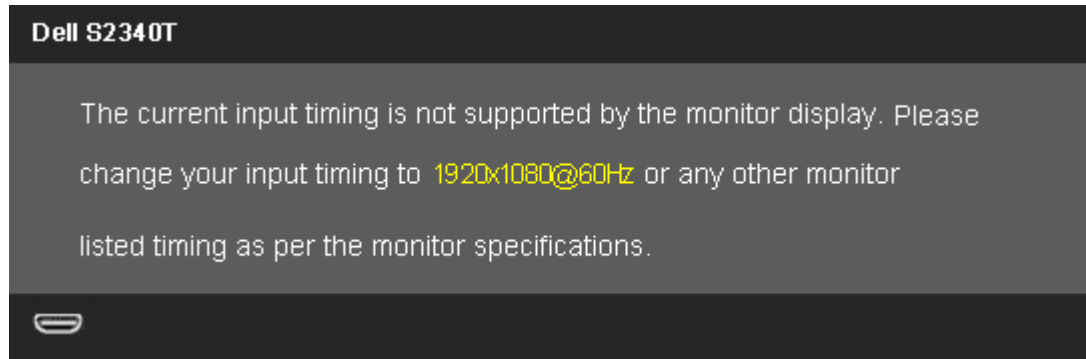 Dell S2340T
The current input timing is not supported by the monitor display. Please
change your input timing to 1920x1080@60Hz or any other monitor
listed timing as per the monitor specifications.